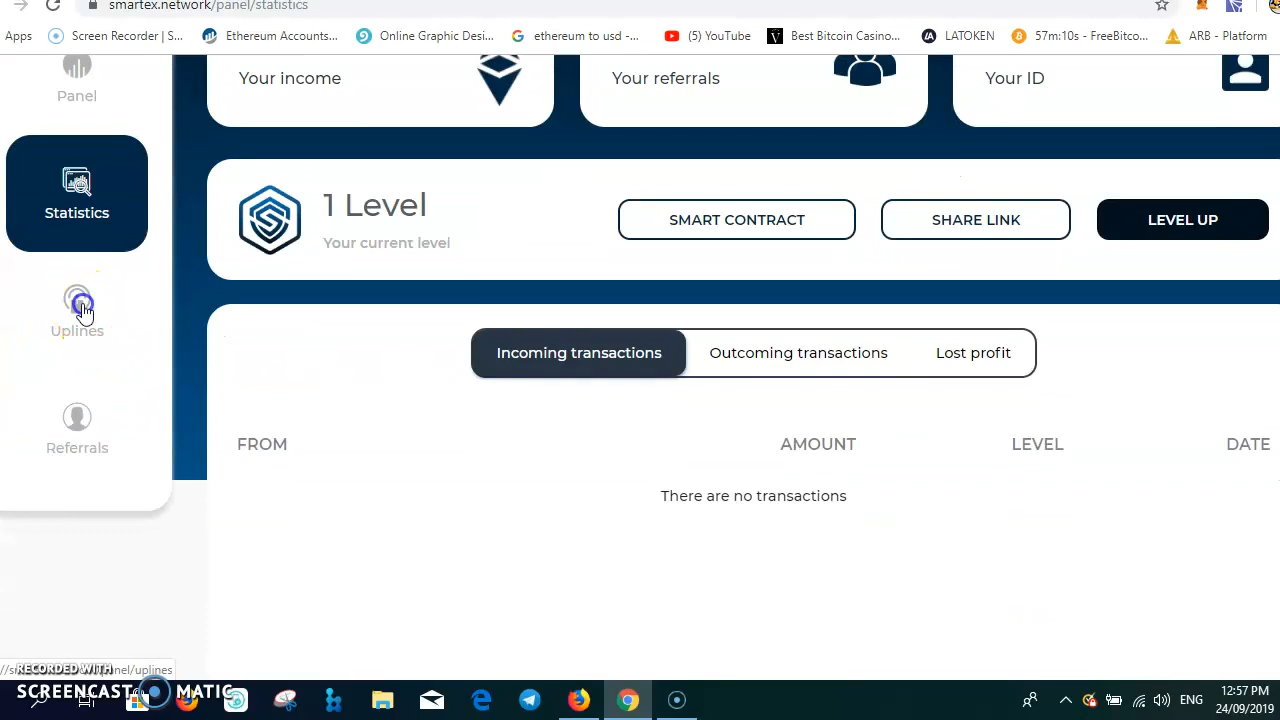 smartex.network/panel/statistics
Apps
Screen Recorder | S...
Ethereum Accounts...
Online Graphic Desi...
ethereum to usd -...
(5) YouTube
Best Bitcoin Casino...
LATOKEN
57m:10s - FreeBitco...
ARB - Platform
Panel
Your income
Your referrals
Your ID
Statistics
1 Level
Your current level
SMART CONTRACT
SHARE LINK
LEVEL UP
Uplines
Incoming transactions
Outcoming transactions
Lost profit
Referrals
FROM
AMOUNT
LEVEL
DATE
There are no transactions
RECORDED WITH
nel/uplines
SCREENCAST MATIC
ENG
12:57 PM
24/09/2019